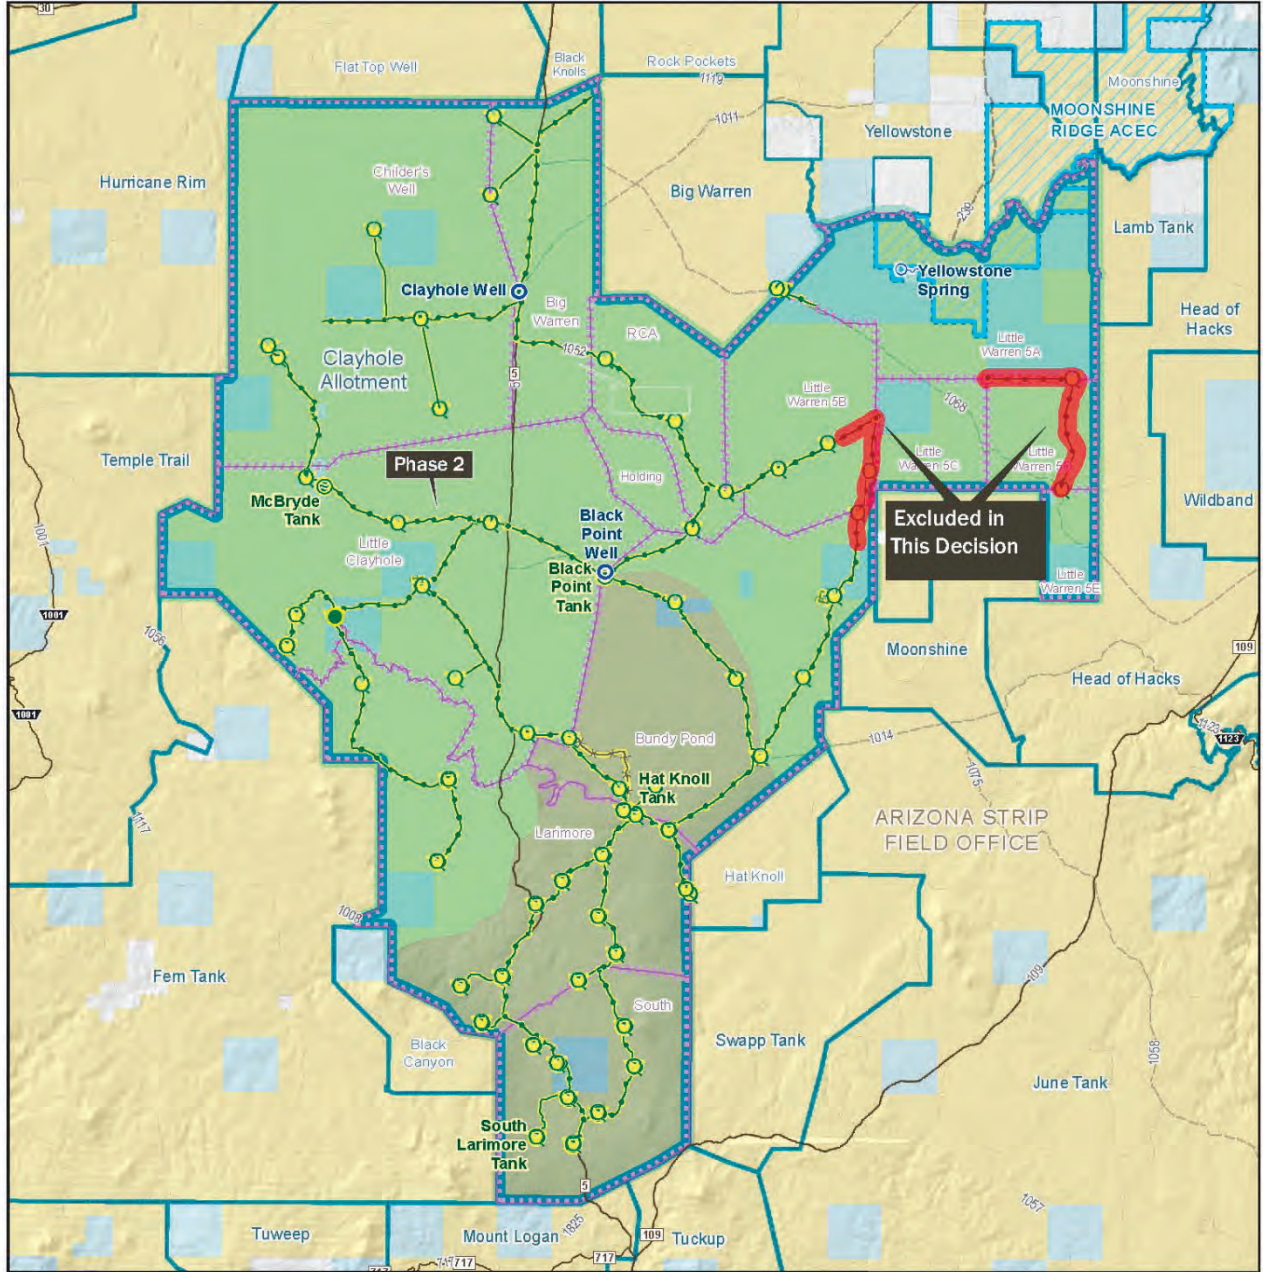 30
Flat Top Well
Black
Knolls
Rock Pockets
1119
Moonshine
MOONSHINE
RIDGE ACEC
1011
Yellowstone
Childer's
Well
Hurricane Rim
Big Warren
239
Lamb Tank
Clayhole Well
Yellowstone
Spring
Big
Warren
RCA
Head of
Hacks
Clayhole
Allotment
1052
5
Little
Warren 5A
Little
Warren 5B
1068
Temple Trail
Phase 2
Holding
Little
Warren 5C
Little
McBryde
Tank
Wildband
Black
Point
Well
Excluded in
This Decision
1001
Little
Clayhole
Black
Point
Tank
Little
Warren 5E
1001
1056
Moonshine
109
Head of Hacks
1001
Bundy Pond
1014
1123
1123
1075
Hat Knoll
Tank
1117
Larimore
ARIZONA STRIP
FIELD OFFICE
Hat Knoll
1008
Fern Tank
109
South
Black
Canyon
Swapp Tank
1058
June Tank
South
Larimore
Tank
5
1057
Tuweep
Mount Logan
1825
109
Tuckup
717
717
717